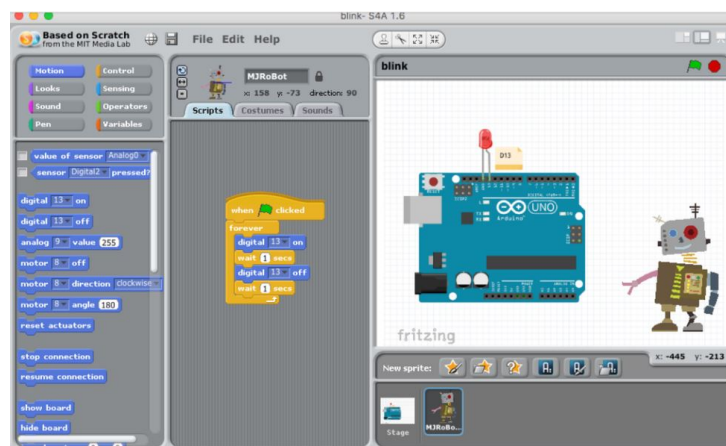 blink- S4A 1.6
Based on Scratch
from the MIT Media Lab
File Edit Help
Motion Control
Looks Sensing
Sound Operators
Pen Variables
value of sensor Analog0
sensor Digital2 pressed?
digital 13 on
digital 13 off
analog 9 value 255
motor 8 off
motor 8 direction clockwise
motor 8 angle 180
reset actuators
stop connection
resume connection
show board
hide board
MJRoBot
x: 158 y: -73 direction: 90
Scripts Costumes Sounds
when clicked
forever
digital 13 on
wait 1 secs
digital 13 off
wait 1 secs
blink
D13
UNO
Arduino
fritzing
x: -445 y: -213
New sprite:
Stage
MJRoBo...